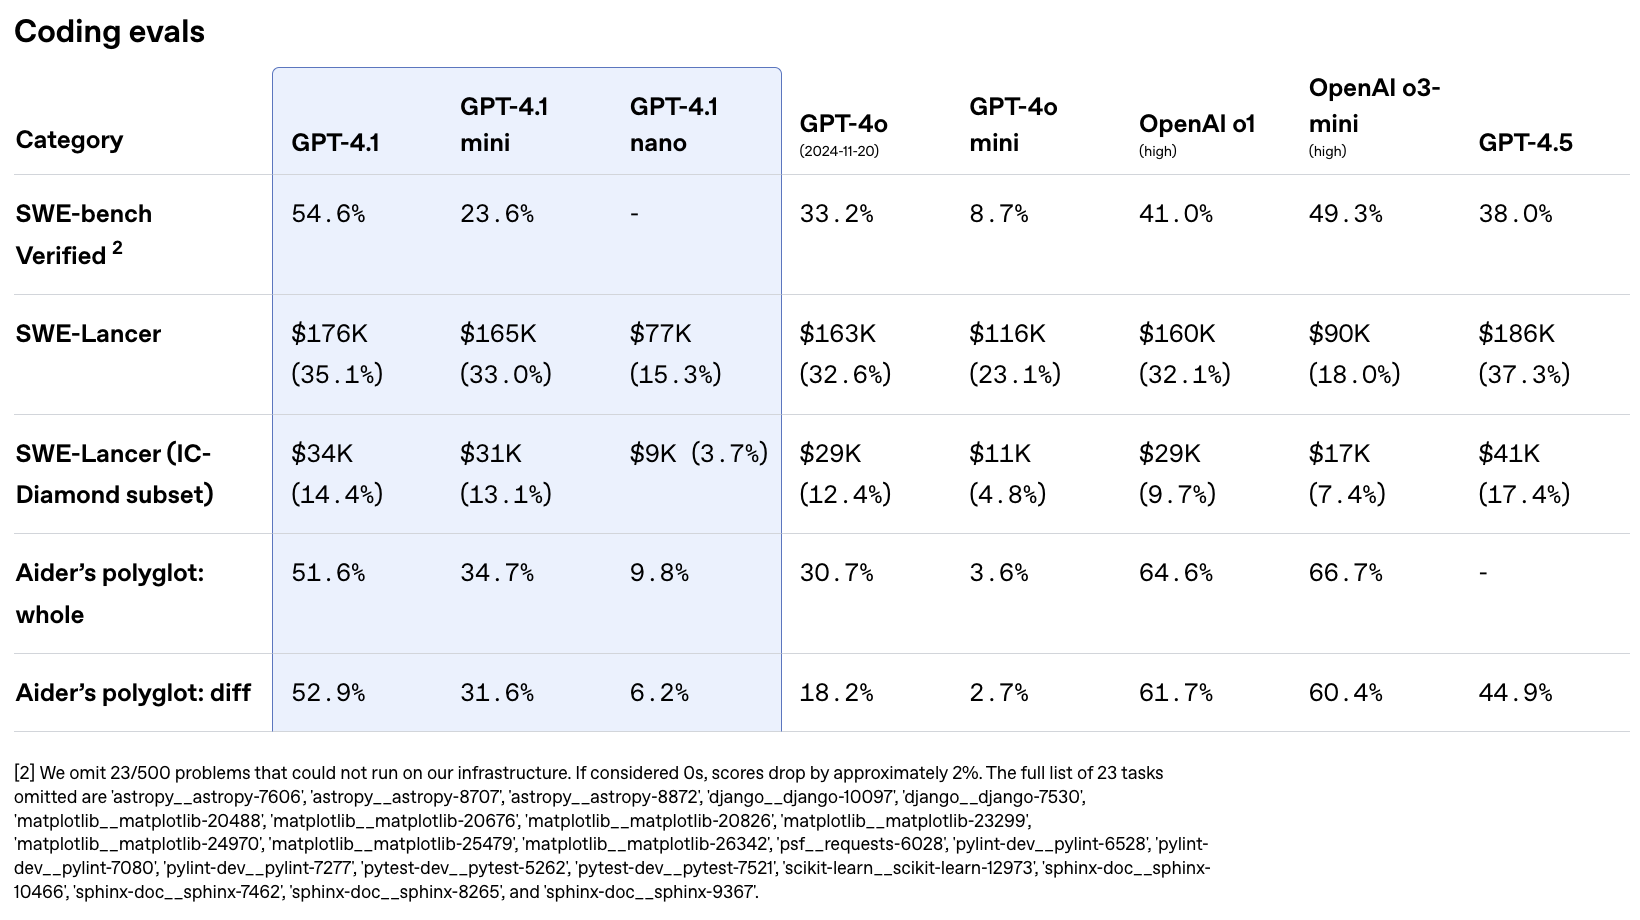 Coding evals
Category GPT-4.1 GPT-4.1 mini GPT-4.1 nano GPT-4o (2024-11-20) GPT-4o mini OpenAI o1 (high) OpenAI o3-mini (high) GPT-4.5
SWE-bench Verified 2 54.6% 23.6% - 33.2% 8.7% 41.0% 49.3% 38.0%
SWE-Lancer $176K (35.1%) $165K (33.0%) $77K (15.3%) $163K (32.6%) $116K (23.1%) $160K (32.1%) $90K (18.0%) $186K (37.3%)
SWE-Lancer (IC-Diamond subset) $34K (14.4%) $31K (13.1%) $9K (3.7%) $29K (12.4%) $11K (4.8%) $29K (9.7%) $17K (7.4%) $41K (17.4%)
Aider’s polyglot: whole 51.6% 34.7% 9.8% 30.7% 3.6% 64.6% 66.7% -
Aider’s polyglot: diff 52.9% 31.6% 6.2% 18.2% 2.7% 61.7% 60.4% 44.9%
[2] We omit 23/500 problems that could not run on our infrastructure. If considered 0s, scores drop by approximately 2%. The full list of 23 tasks
omitted are 'astropy__astropy-7606', 'astropy__astropy-8707', 'astropy__astropy-8872', 'django__django-10097', 'django__django-7530',
'matplotlib__matplotlib-20488', 'matplotlib__matplotlib-20676', 'matplotlib__matplotlib-20826', 'matplotlib__matplotlib-23299',
'matplotlib__matplotlib-24970', 'matplotlib__matplotlib-25479', 'matplotlib__matplotlib-26342', 'psf__requests-6028', 'pylint-dev__pylint-6528', 'pylint-
dev__pylint-7080', 'pylint-dev__pylint-7277', 'pytest-dev__pytest-5262', 'pytest-dev__pytest-7521', 'scikit-learn__scikit-learn-12973', 'sphinx-doc__sphinx-
10466', 'sphinx-doc__sphinx-7462', 'sphinx-doc__sphinx-8265', and 'sphinx-doc__sphinx-9367'.